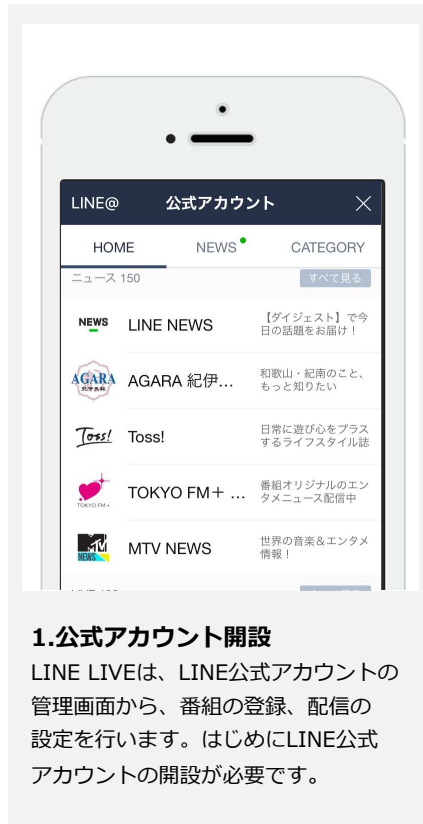 LINE@ 公式アカウント
HOME NEWS CATEGORY
ニュース 150 すべて見る
NEWS LINE NEWS 【ダイジェスト】で今
日の話題をお届け！
AGARA 紀伊民報 AGARA 紀伊… 和歌山・紀南のこと、
もっと知りたい
Toss! Toss! 日常に遊び心をプラス
するライフスタイル誌
TOKYO FM+ TOKYO FM＋ … 番組オリジナルのエン
タメニュース配信中
MTV NEWS MTV NEWS 世界の音楽＆エンタメ
情報！
1.公式アカウント開設
LINE LIVEは、LINE公式アカウントの
管理画面から、番組の登録、配信の
設定を行います。はじめにLINE公式
アカウントの開設が必要です。